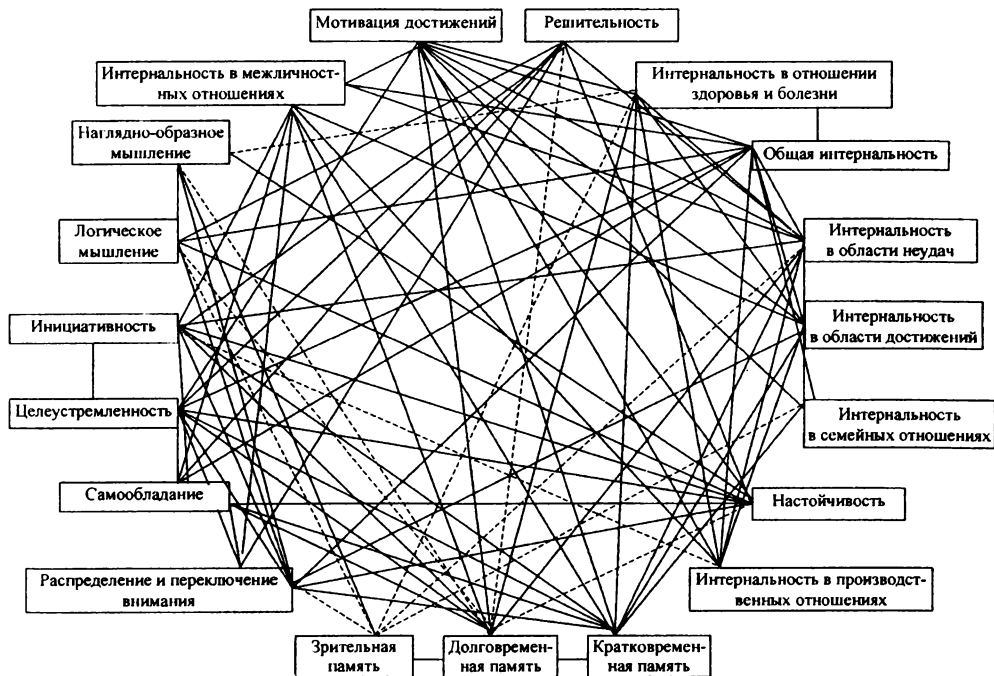 Мотивация достижений
Решительность
Интернальность в межличност-
ных отношениях
Интернальность в отношении
здоровья и болезни
Наглядно-образное
мышление
Общая интернальность
Логическое
мышление
Интернальность
в области неудач
Инициативность
Интернальность
в области достижений
Целеустремленность
Интернальность
в семейных отношениях
Самообладание
Настойчивость
Распределение и переключение
внимания
Интернальность в производст-
венных отношениях
Зрительная
память
Долговремен-
ная память
Кратковремен-
ная память